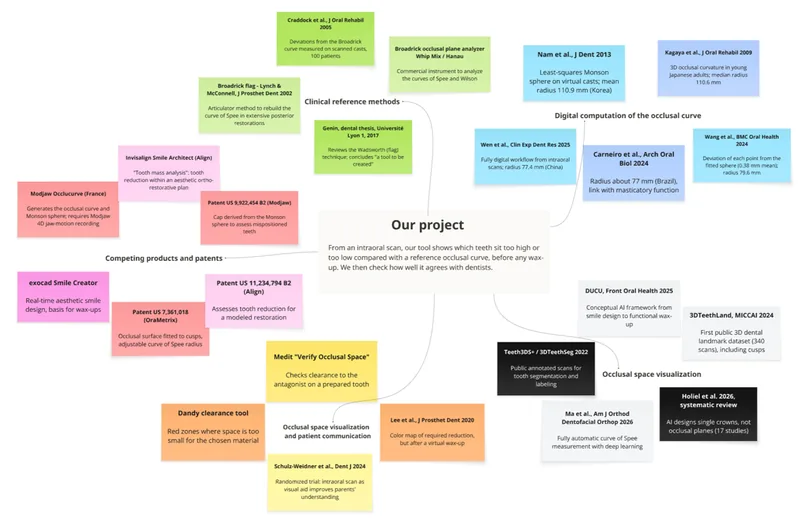 Craddock et al., J Oral Rehabil
2005
Deviations from the Broadrick
curve measured on scanned casts,
100 patients
Broadrick occlusal plane analyzer
Whip Mix / Hanau
Commercial instrument to analyze
the curves of Spee and Wilson
Broadrick flag - Lynch &
McConnell, J Prosthet Dent 2002
Articulator method to rebuild the
curve of Spee in extensive posterior
restorations
Clinical reference methods
Genin, dental thesis, Université
Lyon 1, 2017
Reviews the Wadsworth (flag)
technique; concludes "a tool to be
created"
Nam et al., J Dent 2013
Least-squares Monson
sphere on virtual casts; mean
radius 110.9 mm (Korea)
Kagaya et al., J Oral Rehabil 2009
3D occlusal curvature in young
Japanese adults; median radius
110.6 mm
Digital computation of the occlusal curve
Wen et al., Clin Exp Dent Res 2025
Fully digital workflow from intraoral
scans; radius 77.4 mm (China)
Carneiro et al., Arch Oral
Biol 2024
Radius about 77 mm (Brazil),
link with masticatory function
Wang et al., BMC Oral Health
2024
Deviation of each point from the
fitted sphere (0.38 mm mean);
radius 79.6 mm
Invisalign Smile Architect (Align)
"Tooth mass analysis": tooth
reduction within an aesthetic ortho-
restorative plan
Modjaw Occlucurve (France)
Generates the occlusal curve and
Monson sphere; requires Modjaw
4D jaw-motion recording
Patent US 9,922,454 B2 (Modjaw)
Cap derived from the Monson
sphere to assess mispositioned
teeth
Competing products and patents
exocad Smile Creator
Real-time aesthetic smile
design, basis for wax-ups
Patent US 7,361,018
(OraMetrix)
Occlusal surface fitted to cusps,
adjustable curve of Spee radius
Patent US 11,234,794 B2
(Align)
Assesses tooth reduction for
a modeled restoration
Our project
From an intraoral scan, our tool shows which teeth sit too high or
too low compared with a reference occlusal curve, before any wax-
up. We then check how well it agrees with dentists.
Medit "Verify Occlusal Space"
Checks clearance to the
antagonist on a prepared tooth
Dandy clearance tool
Red zones where space is too
small for the chosen material
Occlusal space visualization
and patient communication
Lee et al., J Prosthet Dent 2020
Color map of required reduction,
but after a virtual wax-up
Schulz-Weidner et al., Dent J 2024
Randomized trial: intraoral scan as
visual aid improves parents'
understanding
DUCU, Front Oral Health 2025
Conceptual AI framework from
smile design to functional wax-
up
3DTeethLand, MICCAI 2024
First public 3D dental
landmark dataset (340
scans), including cusps
Teeth3DS+ / 3DTeethSeg 2022
Public annotated scans for
tooth segmentation and
labeling
Occlusal space visualization
Ma et al., Am J Orthod
Dentofacial Orthop 2026
Fully automatic curve of Spee
measurement with deep learning
Holiel et al. 2026,
systematic review
AI designs single crowns, not
occlusal planes (17 studies)